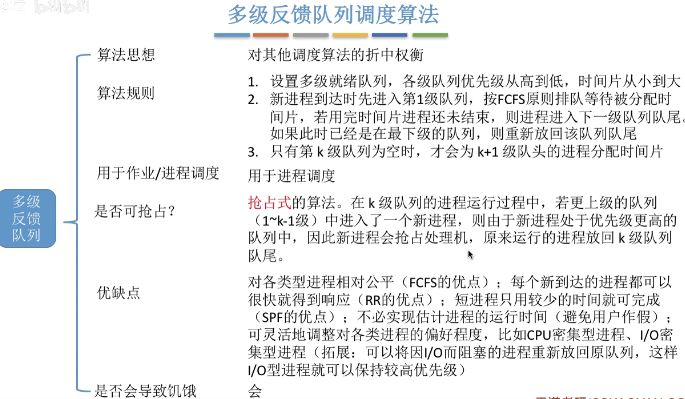 多级反馈队列调度算法
算法思想
对其他调度算法的折中权衡
算法规则
1. 设置多级就绪队列，各级队列优先级从高到低，时间片从小到大
2. 新进程到达时先进入第1级队列，按FCFS原则排队等待被分配时
间片，若用完时间片进程还未结束，则进程进入下一级队列队尾。
如果此时已经是在最下级的队列，则重新放回该队列队尾
3. 只有第 k 级队列为空时，才会为 k+1 级队头的进程分配时间片
用于作业/进程调度
用于进程调度
多级
反馈
队列
是否可抢占？
抢占式的算法。在 k 级队列的进程运行过程中，若更上级的队列
（1~k-1级）中进入了一个新进程，则由于新进程处于优先级更高的
队列中，因此新进程会抢占处理机，原来运行的进程放回 k 级队列
队尾。
优缺点
对各类型进程相对公平（FCFS的优点）；每个新到达的进程都可以
很快就得到响应（RR的优点）；短进程只用较少的时间就可完成
（SPF的优点）；不必实现估计进程的运行时间（避免用户作假）；
可灵活地调整对各类进程的偏好程度，比如CPU密集型进程、I/O密
集型进程（拓展：可以将因I/O而阻塞的进程重新放回原队列，这样
I/O型进程就可以保持较高优先级）
是否会导致饥饿
会